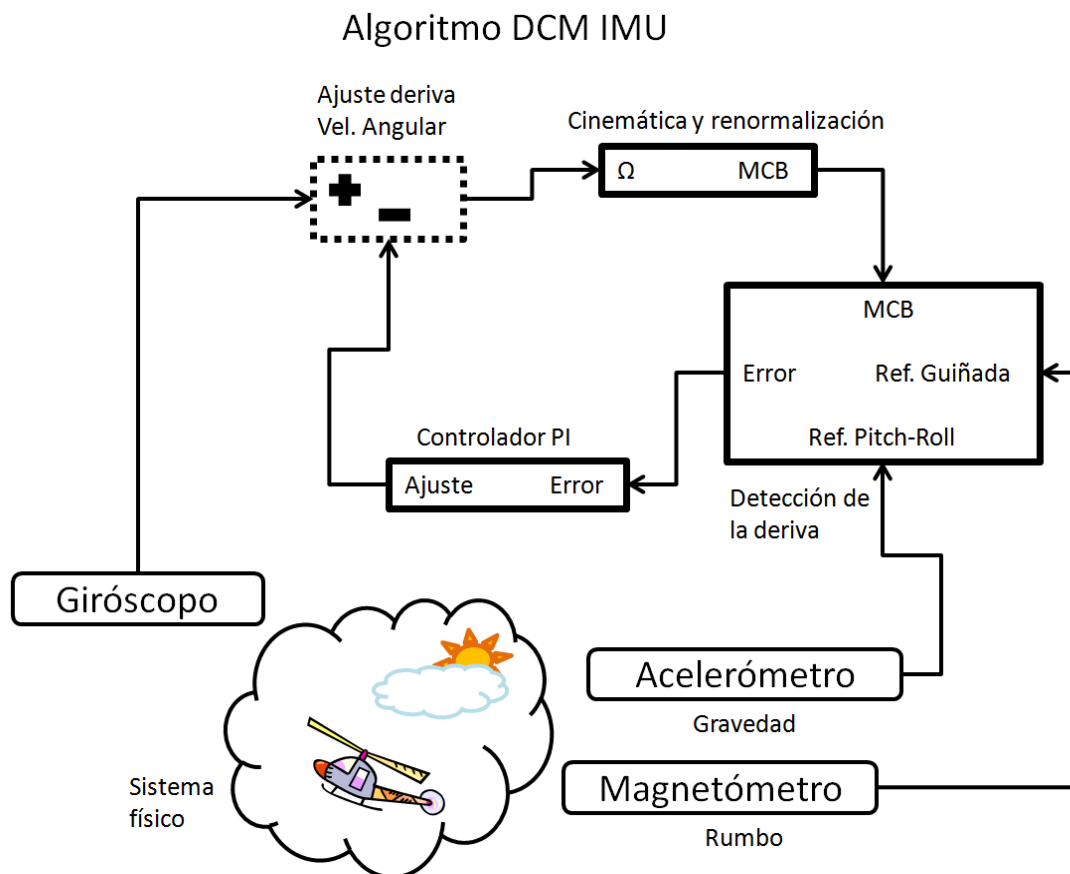 Algoritmo DCM IMU
Ajuste deriva
Vel. Angular
Cinemática y renormalización
Ω MCB
MCB
Error Ref. Guiñada
Ref. Pitch-Roll
Controlador PI
Ajuste Error
Detección de
la deriva
Giróscopo
Acelerómetro
Gravedad
Sistema
físico
Magnetómetro
Rumbo